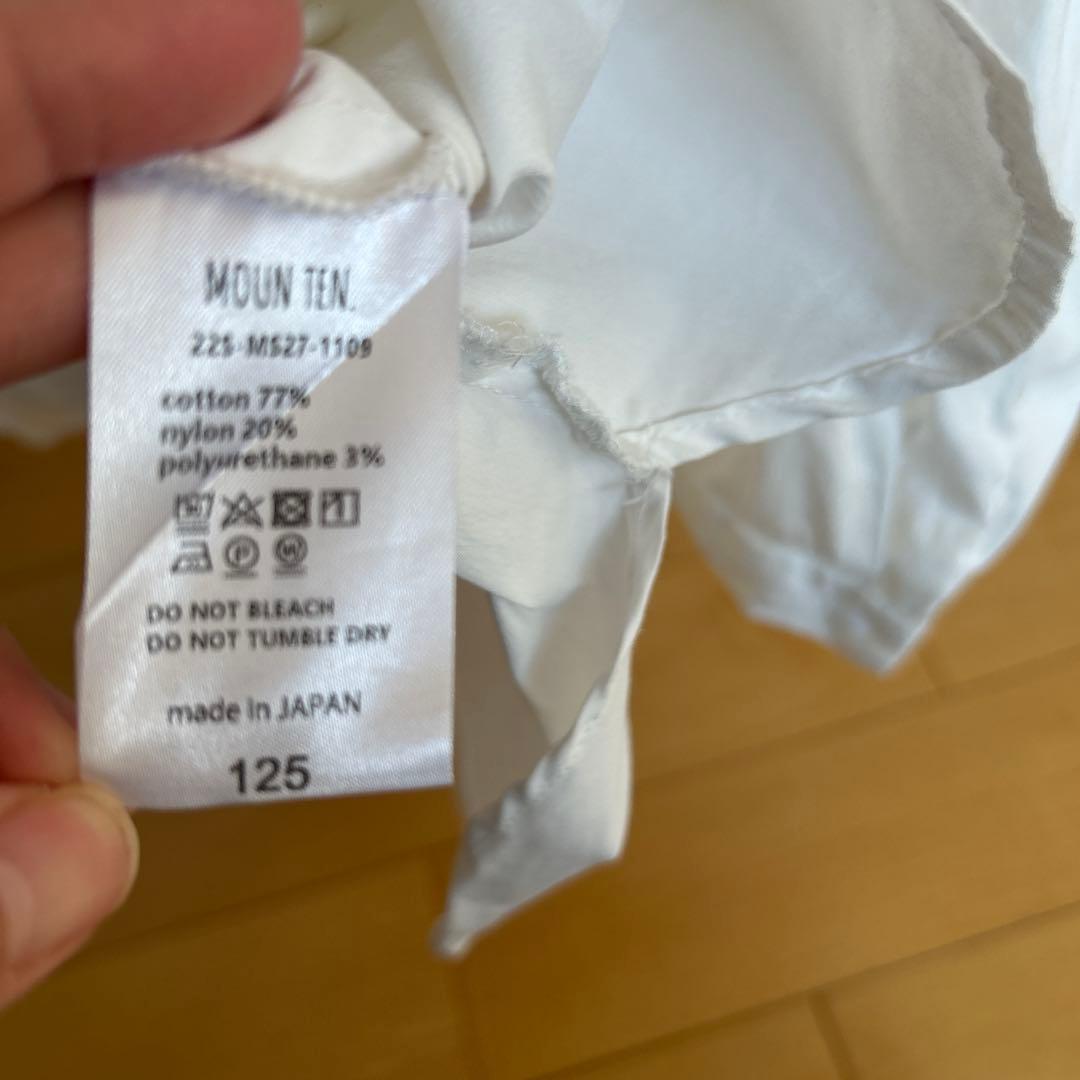 MOUN TEN.
22S-MS27-1109
cotton 77%
nylon 20%
polyurethane 3%
DO NOT BLEACH
DO NOT TUMBLE DRY
made in JAPAN
125